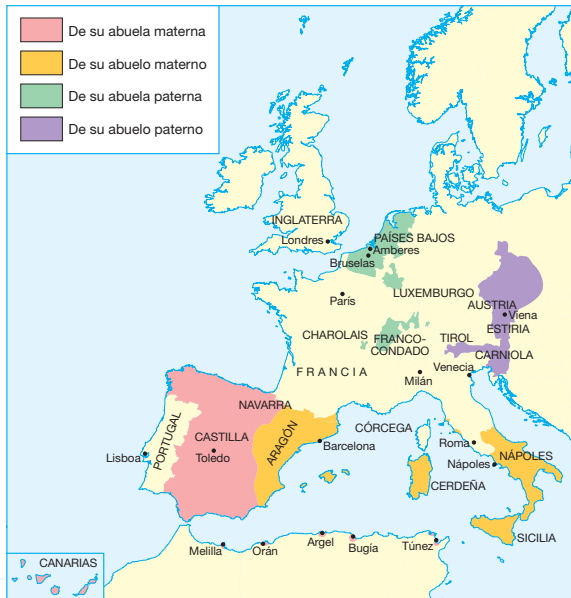 De su abuela materna
De su abuelo materno
De su abuela paterna
De su abuelo paterno
INGLATERRA
Londres
PAÍSES BAJOS
Amberes
Bruselas
París
LUXEMBURGO
AUSTRIA
Viena
ESTIRIA
CHAROLAIS
FRANCO-
CONDADO
TIROL
CARNIOLA
Venecia
FRANCIA
Milán
NAVARRA
PORTUGAL
CASTILLA
ARAGÓN
CÓRCEGA
Lisboa
Toledo
Barcelona
Roma
NÁPOLES
Nápoles
CERDEÑA
SICILIA
Melilla
Orán
Argel
Bugía
Túnez
CANARIAS